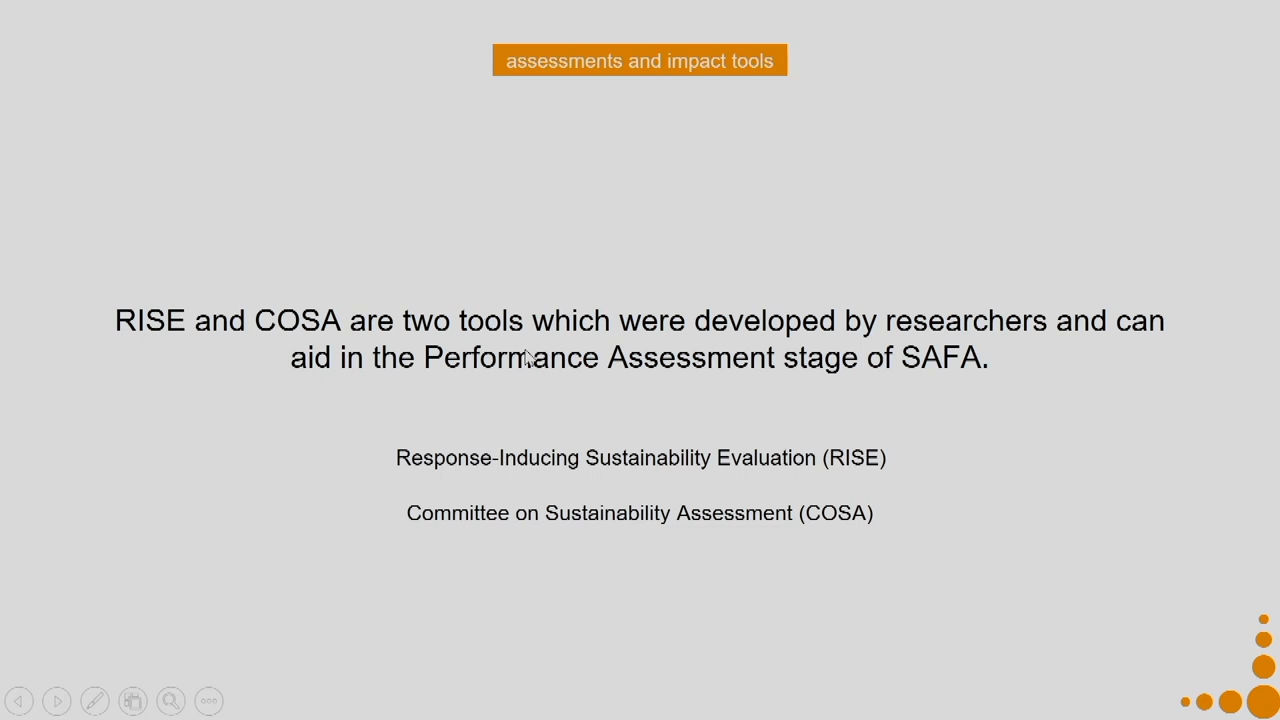 assessments and impact tools
RISE and COSA are two tools which were developed by researchers and can
aid in the Performance Assessment stage of SAFA.
Response-Inducing Sustainability Evaluation (RISE)
Committee on Sustainability Assessment (COSA)